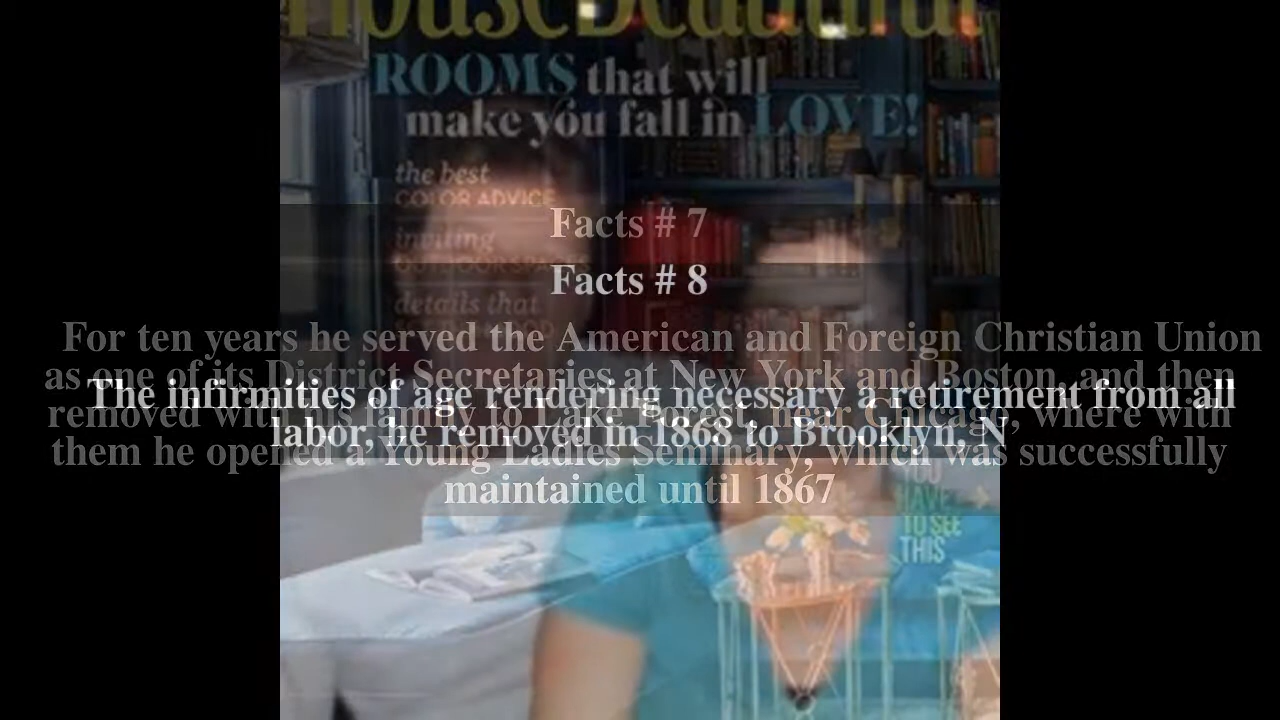 HouseBeautiful
ROOMS that will
make you fall in LOVE!
the best
COLOR ADVICE
inviting
OUTDOOR
details that
Facts # 7
Facts # 8
For ten years he served the American and Foreign Christian Union
as one of its District Secretaries at New York and Boston, and then
removed with his family to Lake Forest, near Chicago, where with
them he opened a Young Ladies Seminary, which was successfully
maintained until 1867
The infirmities of age rendering necessary a retirement from all
labor, he removed in 1868 to Brooklyn, N
YOU
HAVE
TO SEE
THIS